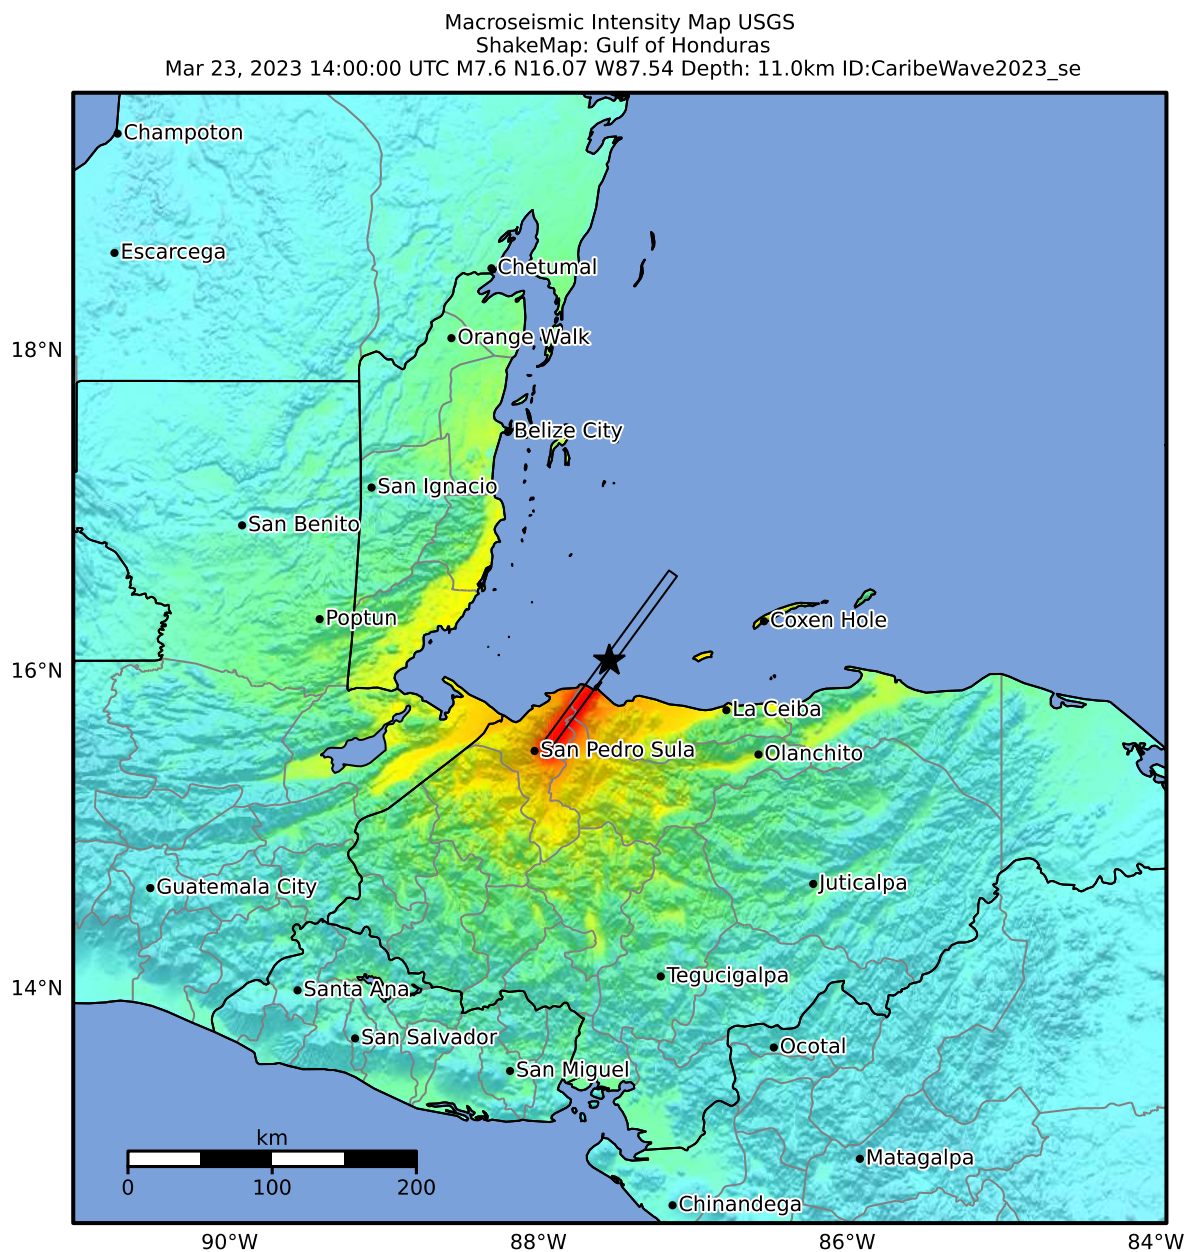 Macroseismic Intensity Map USGS
ShakeMap: Gulf of Honduras
Mar 23, 2023 14:00:00 UTC M7.6 N16.07 W87.54 Depth: 11.0km ID:CaribeWave2023_se
Champoton
Escarcega
Chetumal
Orange Walk
18°N
Belize City
San Ignacio
San Benito
Poptun
Coxen Hole
16°N
La Ceiba
San Pedro Sula
Olanchito
Guatemala City
Juticalpa
Tegucigalpa
14°N
Santa Ana
San Salvador
Ocotal
San Miguel
km
Matagalpa
0 100 200
Chinandega
90°W 88°W 86°W 84°W